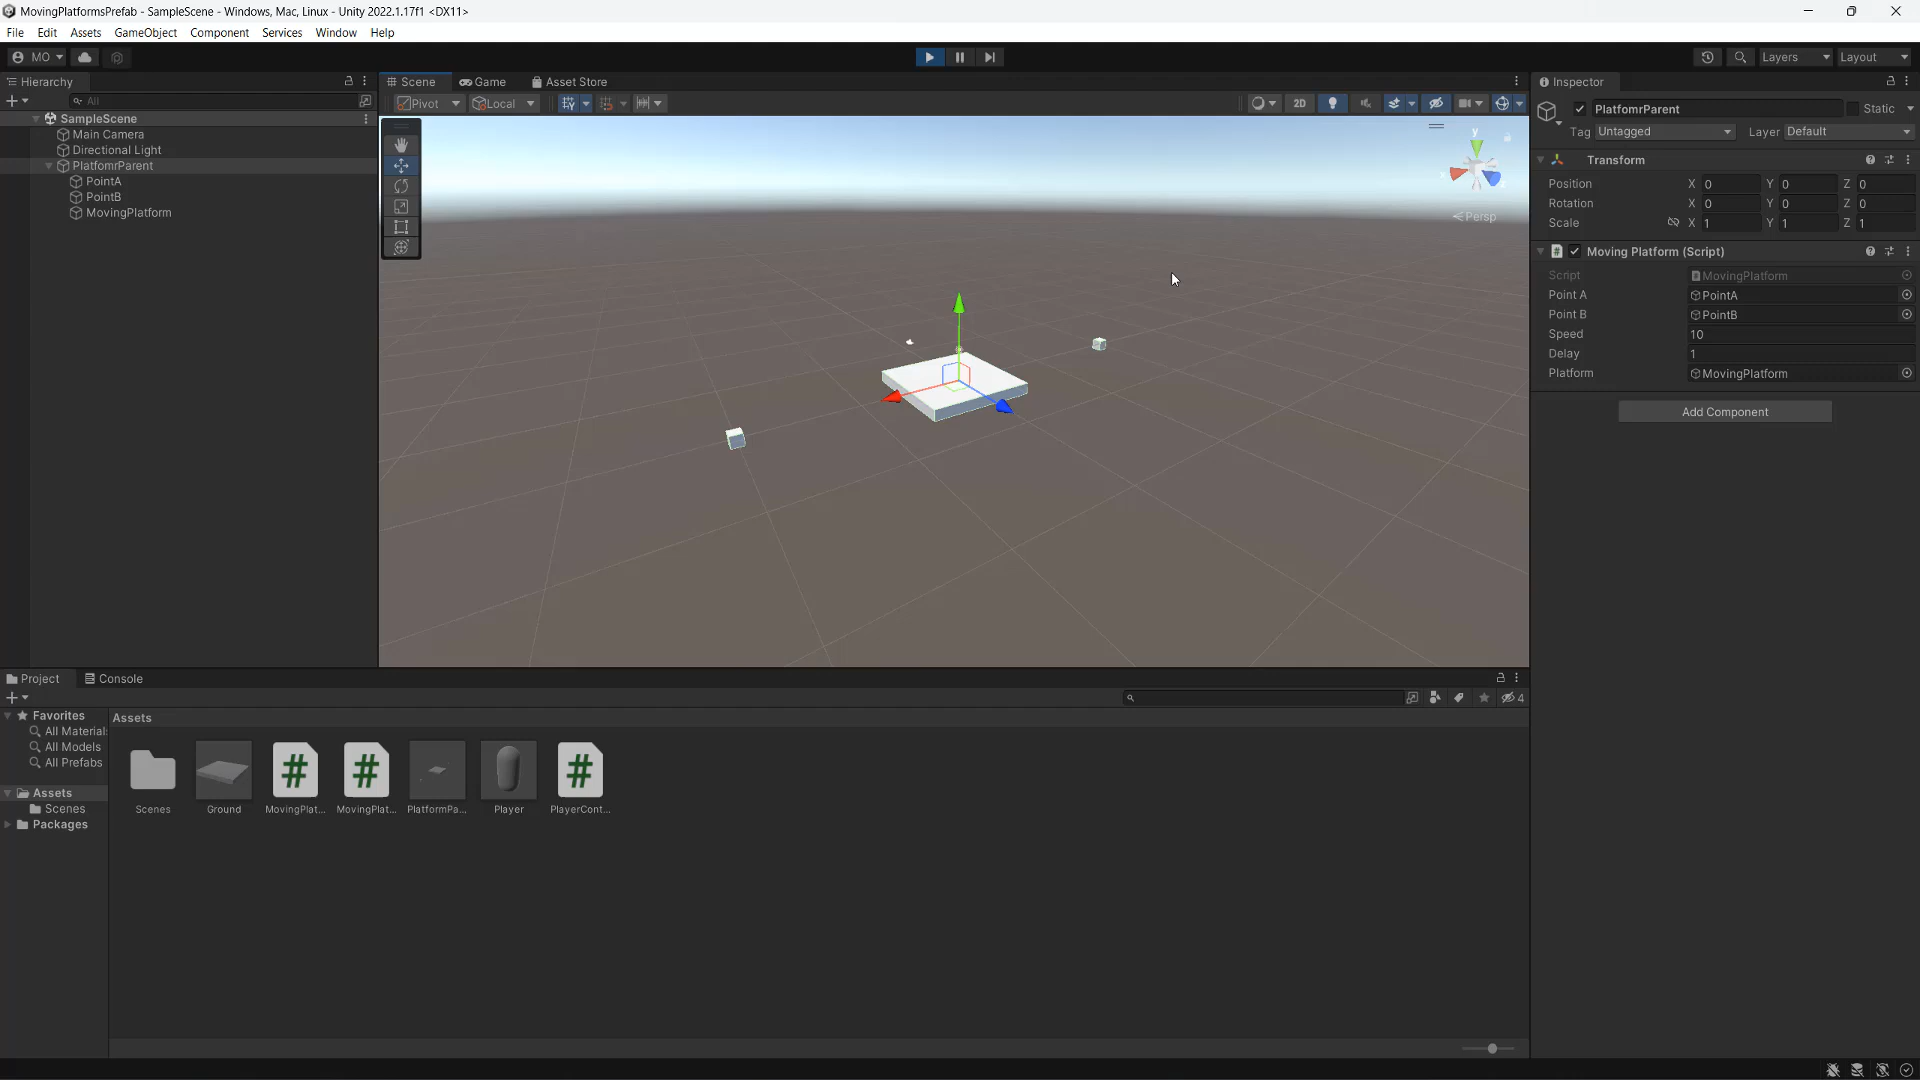 MovingPlatformsPrefab - SampleScene - Windows, Mac, Linux - Unity 2022.1.17f1 <DX11>
File Edit Assets GameObject Component Services Window Help
MO Layers Layout
Hierarchy
All
SampleScene
Main Camera
Directional Light
PlatfomrParent
PointA
PointB
MovingPlatform
Scene Game Asset Store
Pivot Local 2D
y
x
z
Persp
Inspector
PlatfomrParent Static
Tag Untagged Layer Default
Transform
Position X 0 Y 0 Z 0
Rotation X 0 Y 0 Z 0
Scale X 1 Y 1 Z 1
# Moving Platform (Script)
Script MovingPlatform
Point A PointA
Point B PointB
Speed 10
Delay 1
Platform MovingPlatform
Add Component
Project Console
4
Favorites
All Material
All Models
All Prefabs
Assets
Scenes
Packages
Assets
# # #
Scenes Ground MovingPlat... MovingPlat... PlatformPa... Player PlayerCont...